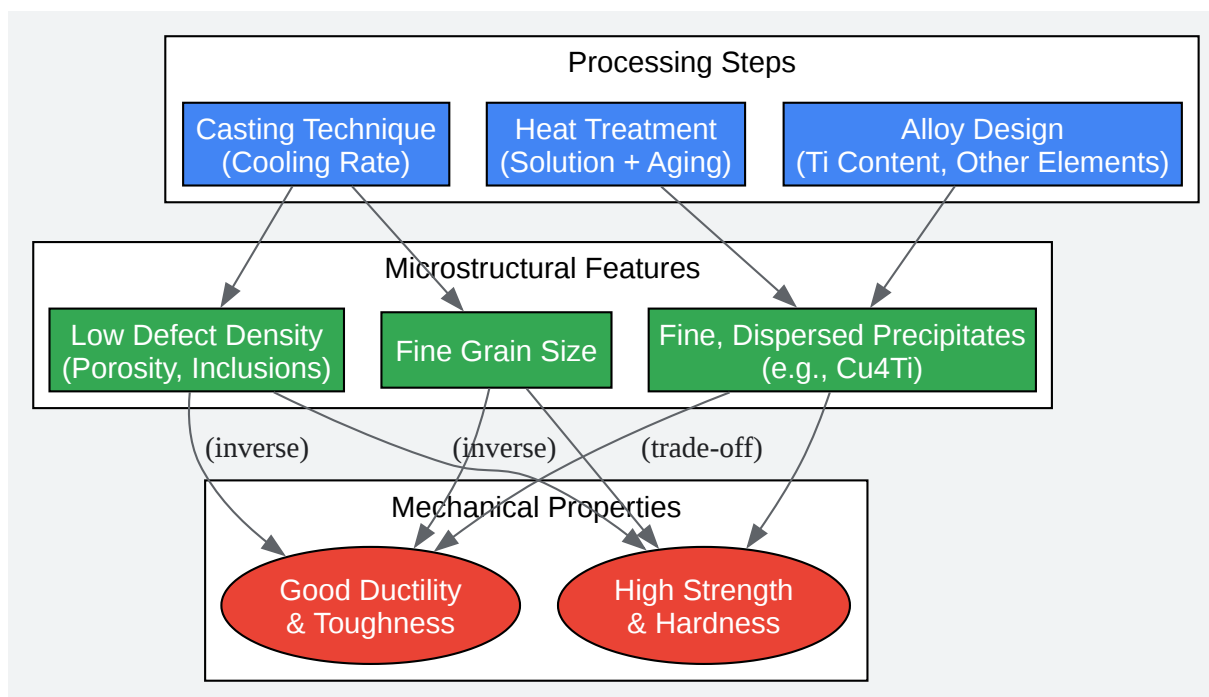 Processing Steps
Casting Technique
(Cooling Rate)
Heat Treatment
(Solution + Aging)
Alloy Design
(Ti Content, Other Elements)
Microstructural Features
Low Defect Density
(Porosity, Inclusions)
Fine Grain Size
Fine, Dispersed Precipitates
(e.g., Cu4Ti)
(inverse)
(inverse)
(trade-off)
Mechanical Properties
Good Ductility
& Toughness
High Strength
& Hardness